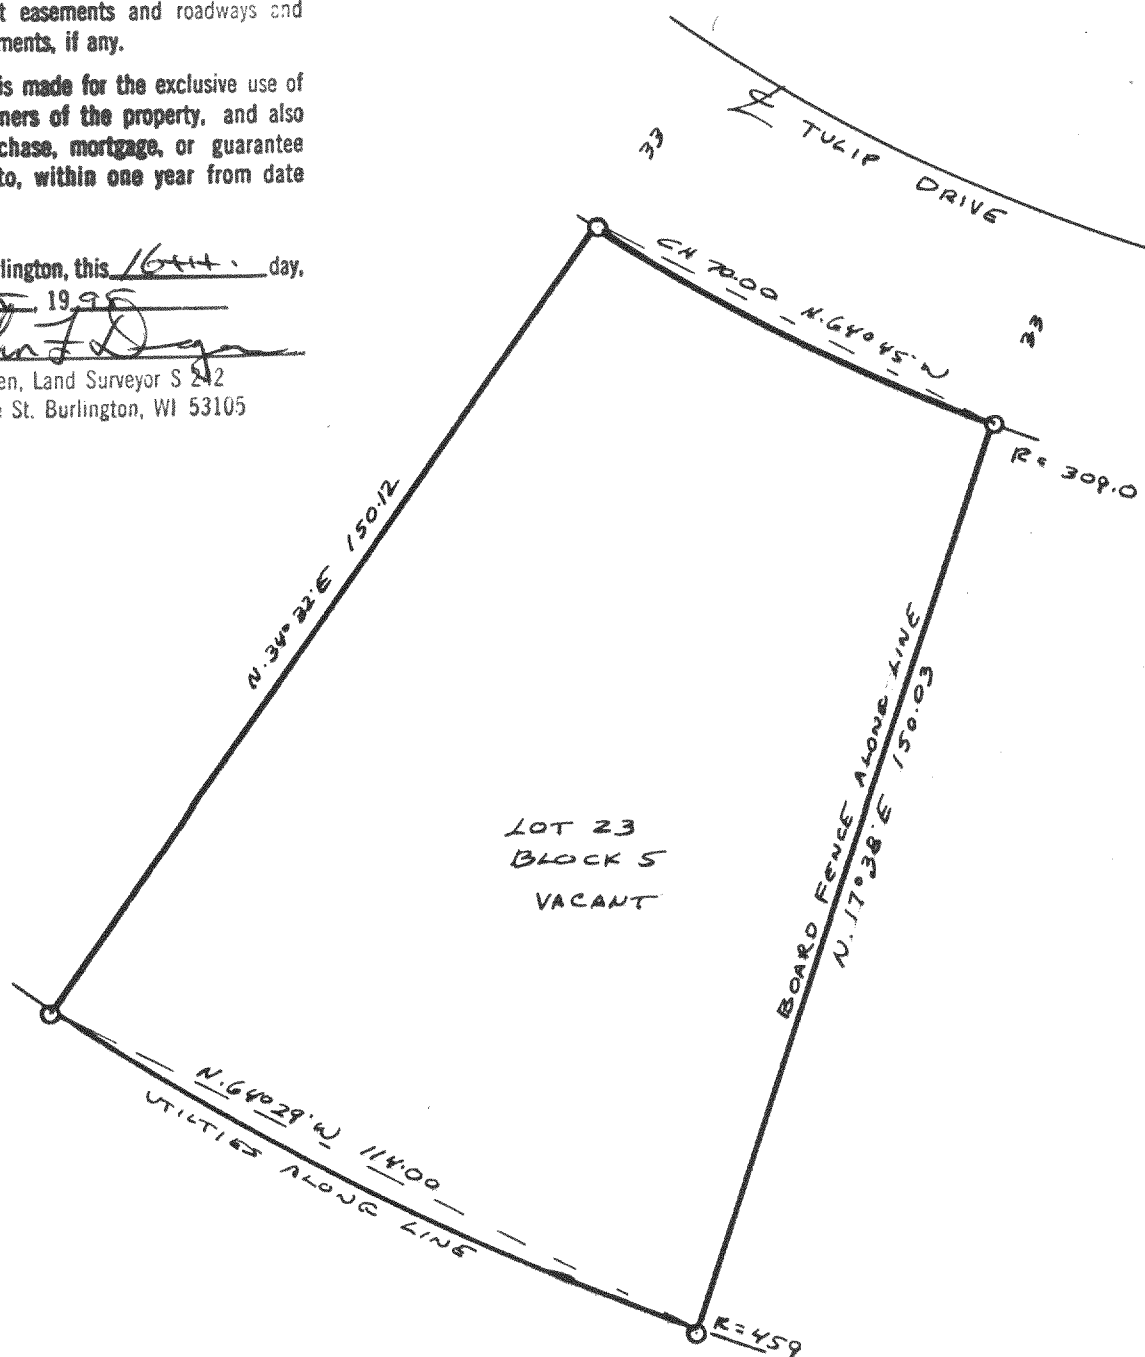 t easements and roadways and
ments, if any.
is made for the exclusive use of
ners of the property, and also
chase, mortgage, or guarantee
to, within one year from date
lington, this 16TH. day,
, 19 95
en, Land Surveyor S 242
e St. Burlington, WI 53105
33
TULIP DRIVE
CH 70.00 N.64°45'W
33
R= 309.0
N.34°32'E 150.12
BOARD FENCE ALONG LINE
N.17°38'E 150.03
LOT 23
BLOCK 5
VACANT
N.64°29'W 114.00
UTILTIES ALONG LINE
R=459